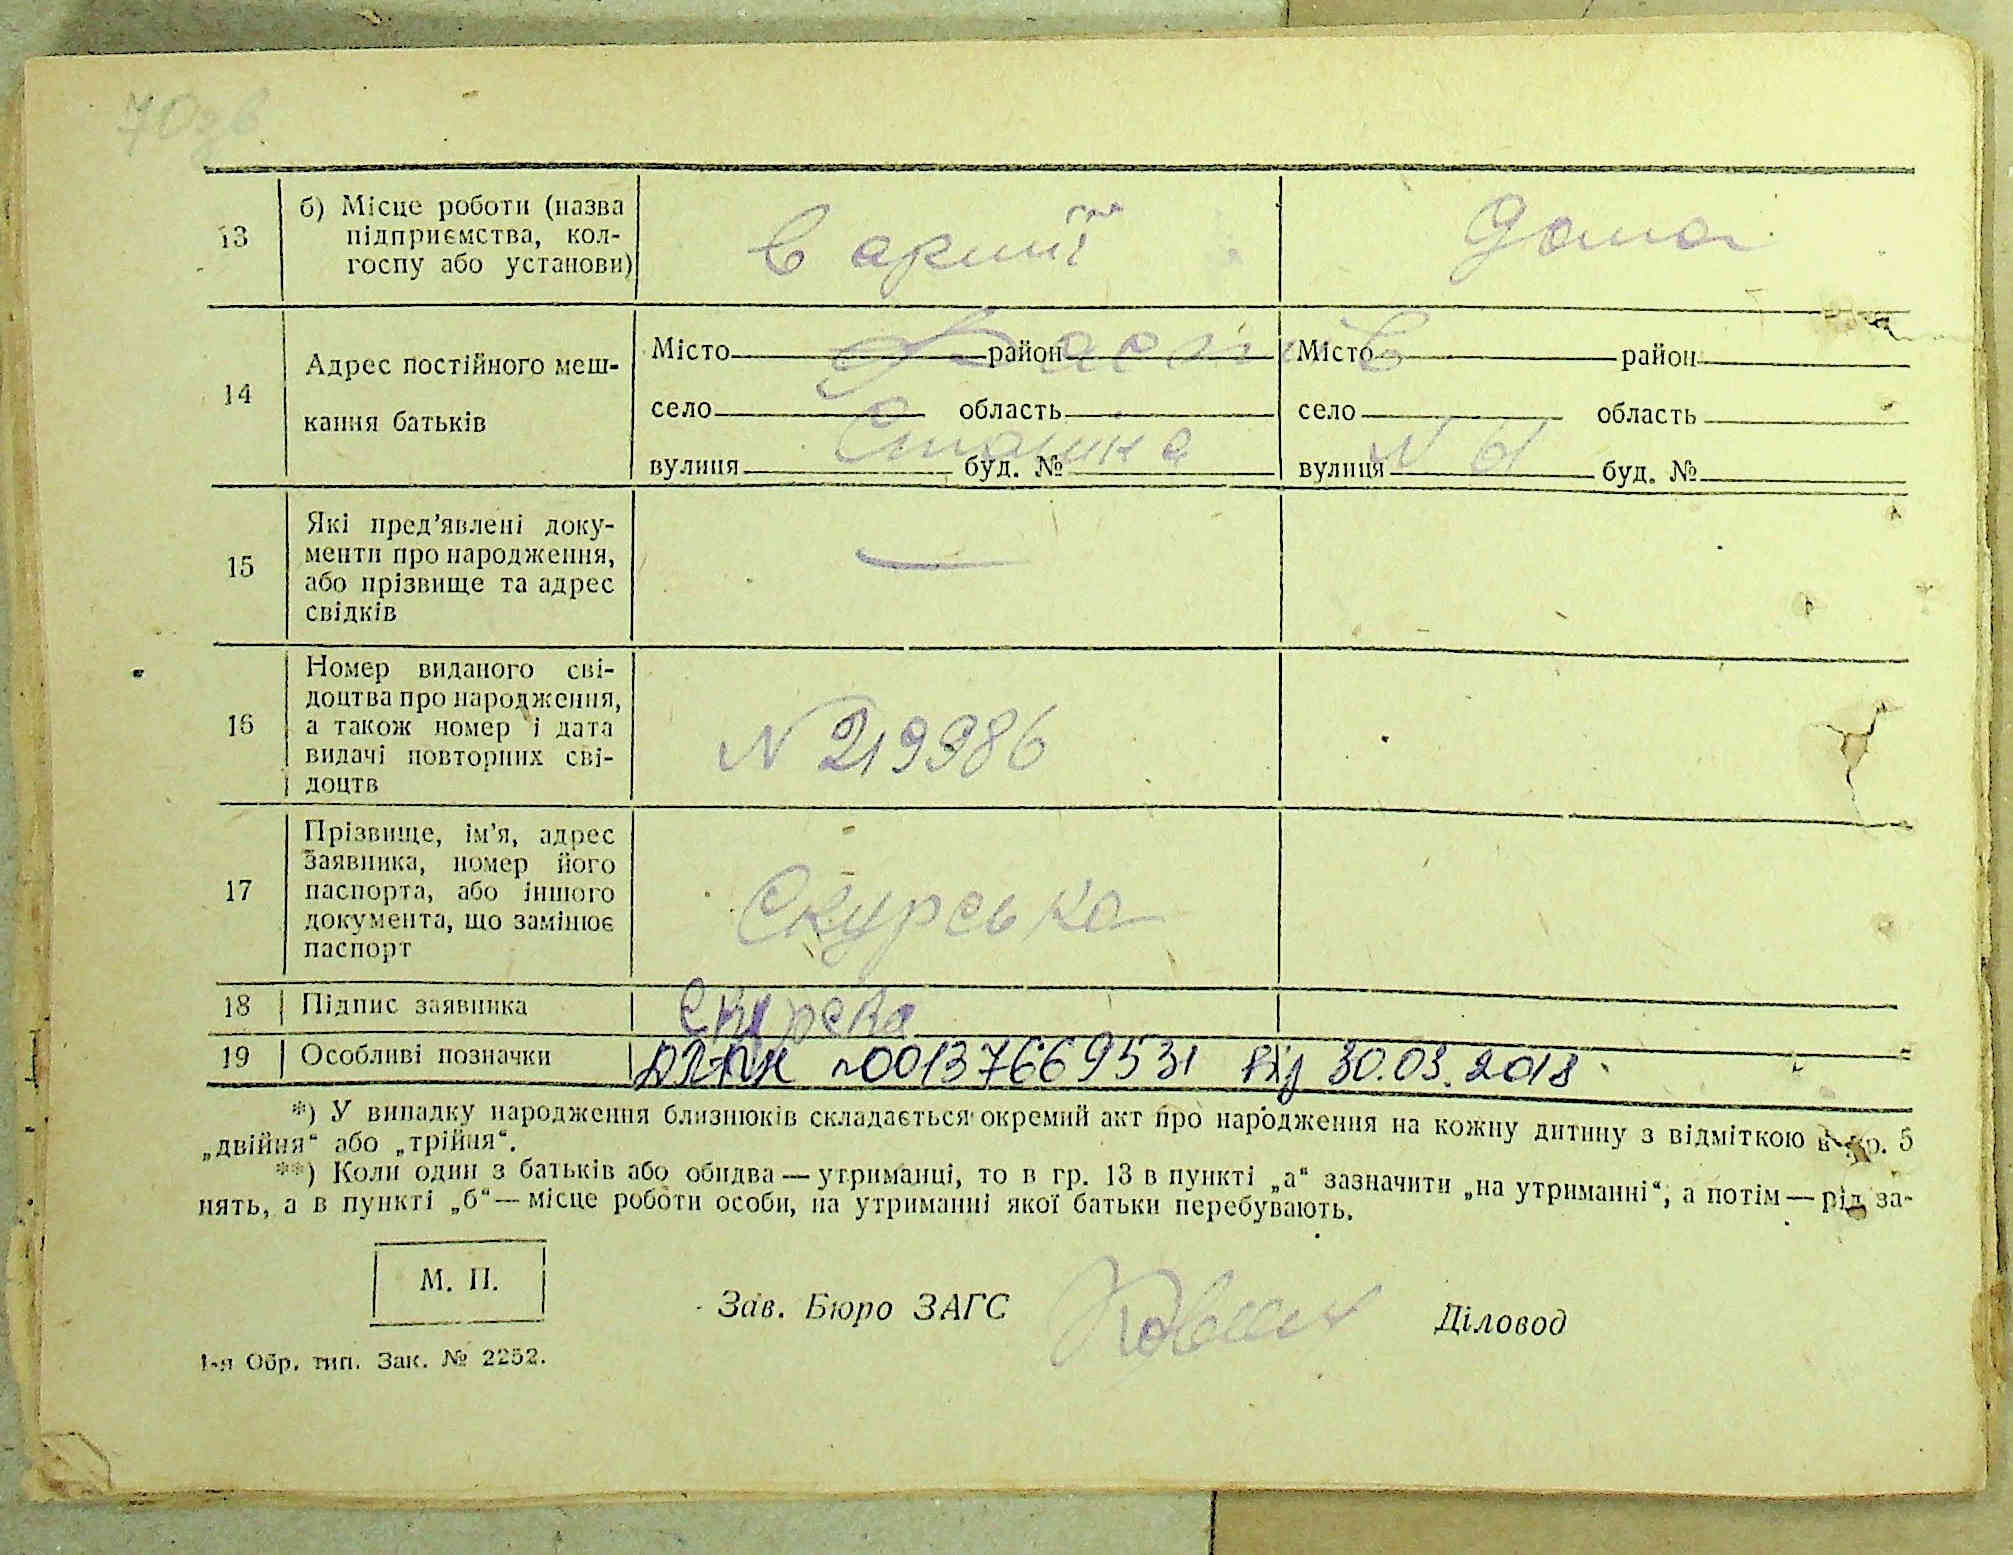 70зв
13
б) Місце роботи (назва
підприємства, кол-
госпу або установи)
в армії
дома
14
Адрес постійного меш-
кання батьків
Місто район
село область
вулиця Сталіна буд. №
Місто район
село область
вулиця буд. №
15
Які пред’явлені доку-
менти про народження,
або прізвище та адрес
свідків
—
16
Номер виданого сві-
доцтва про народження,
а також номер і дата
видачі повторних сві-
доцтв
N 219986
17
Прізвище, ім’я, адрес
заявника, номер його
паспорта, або іншого
документа, що замінює
паспорт
Скурська
18
Підпис заявника
19
Особливі позначки
№00137669531 від 30.03.2018
*) У випадку народження близнюків складається окремий акт про народження на кожну дитину з відміткою в гр. 5
„двійня“ або „трійня“.
**) Коли один з батьків або обидва — утриманці, то в гр. 13 в пункті „а“ зазначити „на утриманні“, а потім — рід за-
нять, а в пункті „б“ — місце роботи особи, на утриманні якої батьки перебувають.
М. П.
Зав. Бюро ЗАГС
Діловод
1-я Обр. тип. Зак. № 2252.